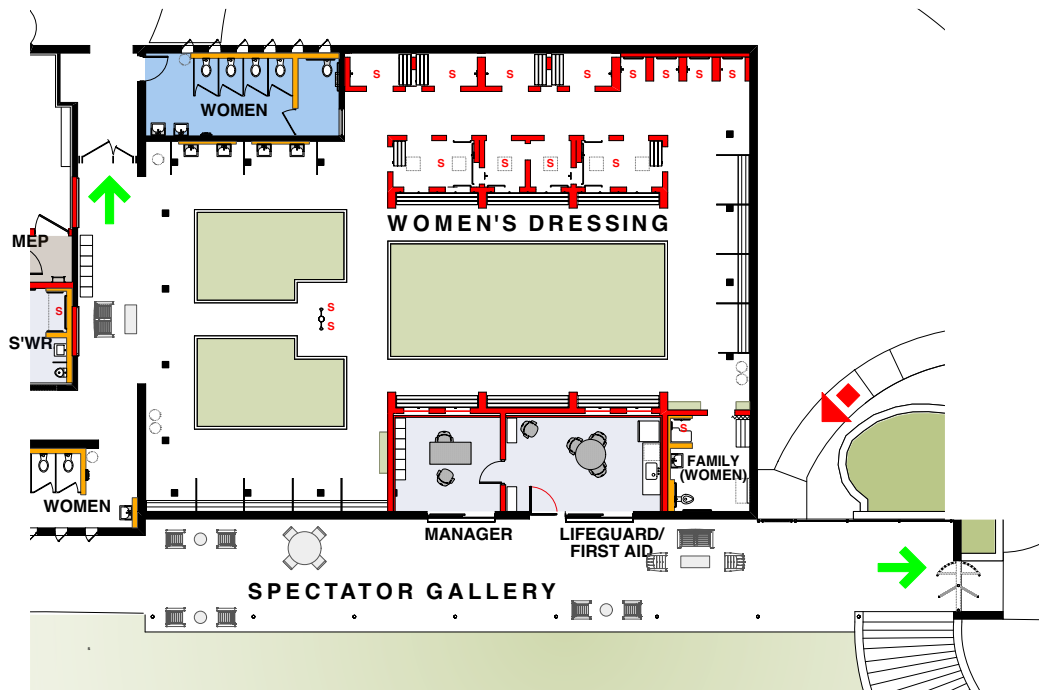 S S S S S S S S
WOMEN
S S S S
WOMEN'S DRESSING
MEP
S
S
S
S'WR
S
FAMILY
(WOMEN)
WOMEN
MANAGER
LIFEGUARD/
FIRST AID
SPECTATOR GALLERY